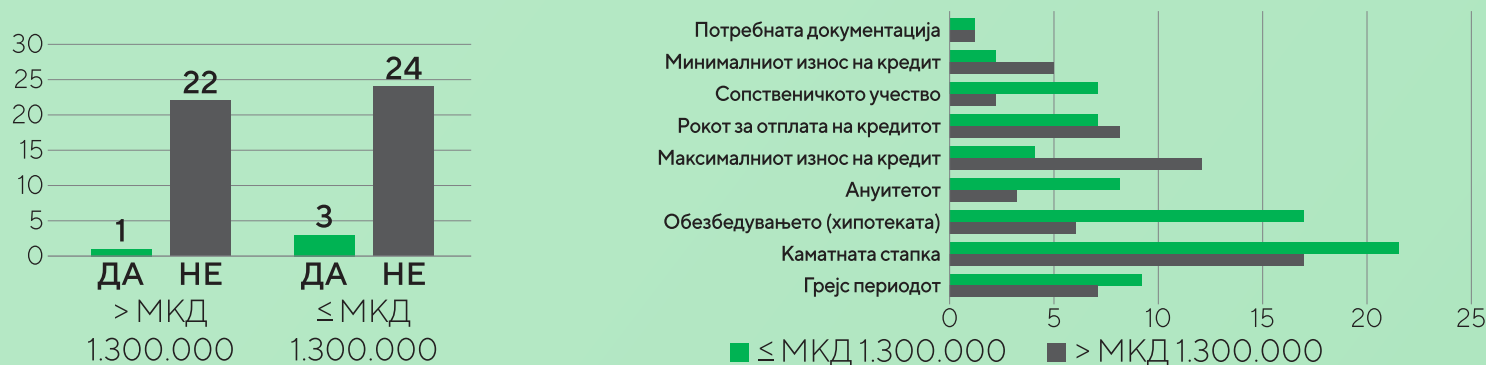 30
25
20
15
10
5
0
1
22
3
24
ДА НЕ ДА НЕ
> МКД ≤ МКД
1.300.000 1.300.000
Потребната документација
Минималниот износ на кредит
Сопственичкото учество
Рокот за отплата на кредитот
Максималниот износ на кредит
Ануитетот
Обезбедувањето (хипотеката)
Каматната стапка
Грејс периодот
0 5 10 15 20 25
≤ МКД 1.300.000 > МКД 1.300.000